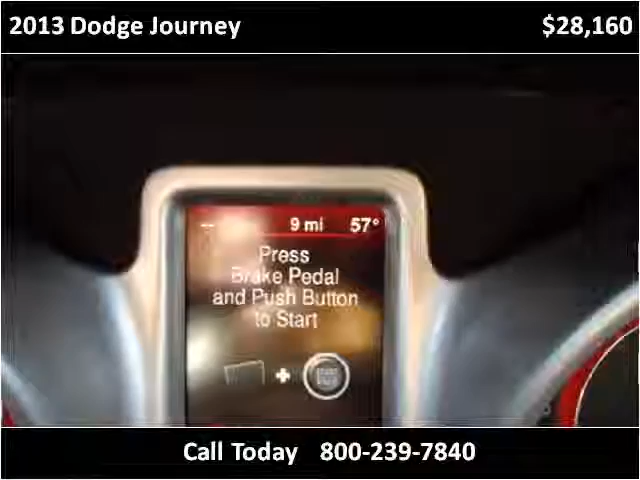 2013 Dodge Journey $28,160
9 mi 57°
Press
Brake Pedal
and Push Button
to Start
Call Today 800-239-7840